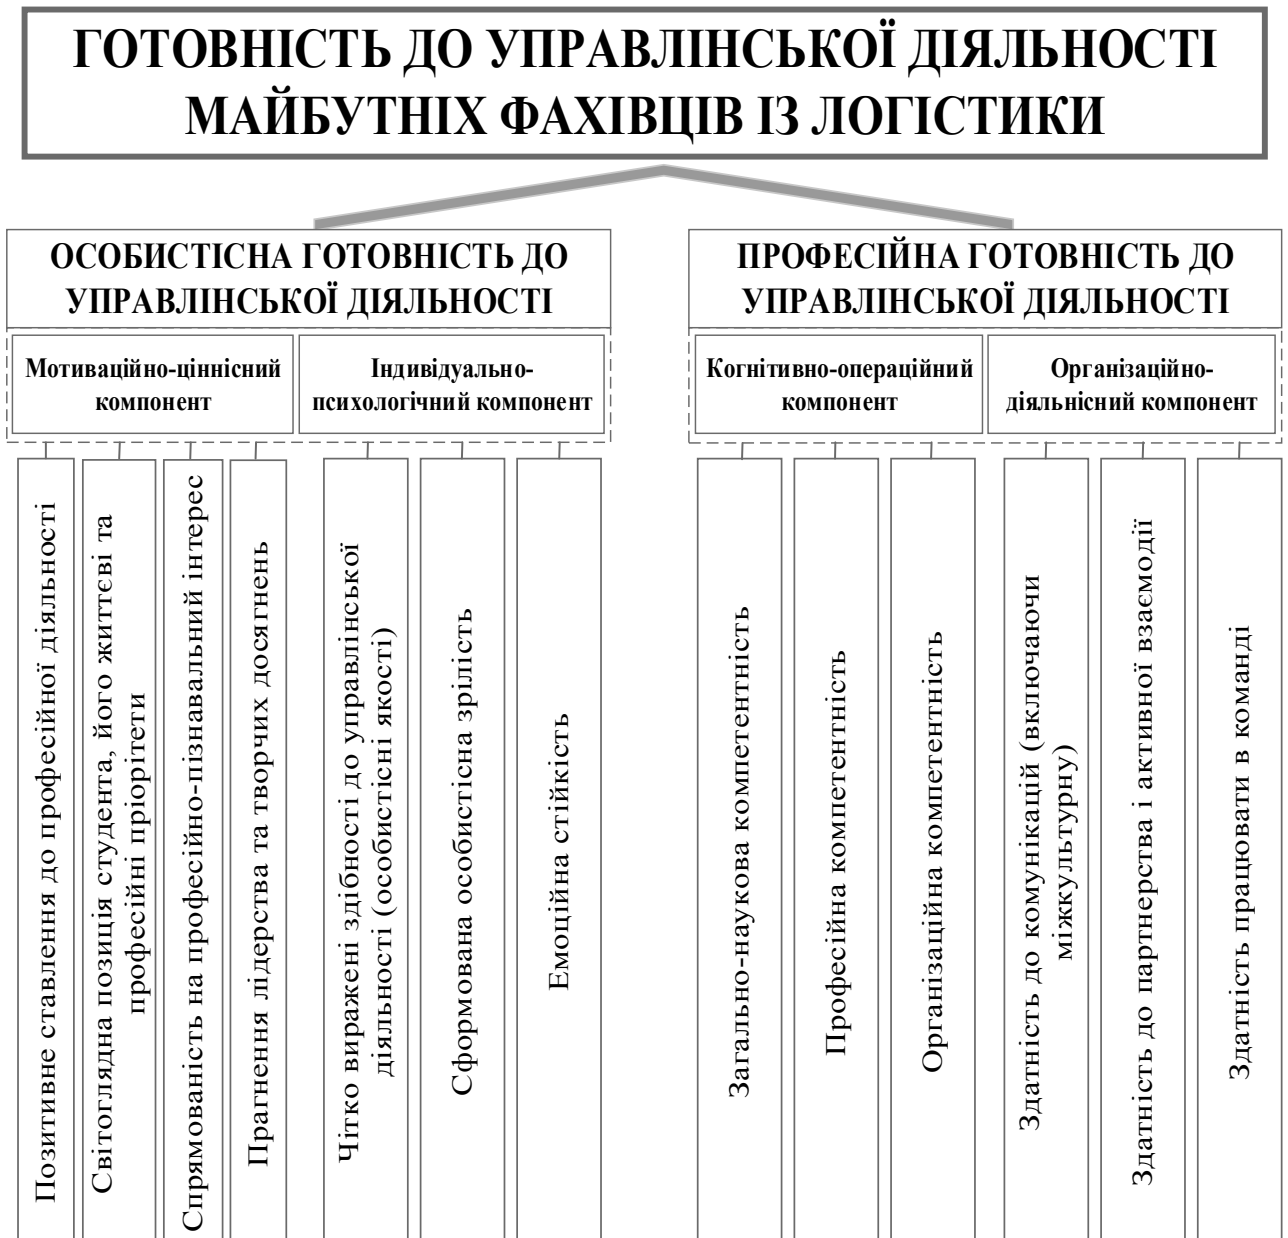 ГОТОВНІСТЬ ДО УПРАВЛІНСЬКОЇ ДІЯЛЬНОСТІ
МАЙБУТНІХ ФАХІВЦІВ ІЗ ЛОГІСТИКИ
ОСОБИСТІСНА ГОТОВНІСТЬ ДО
УПРАВЛІНСЬКОЇ ДІЯЛЬНОСТІ
Мотиваційно-ціннісний
компонент
Індивідуально-
психологічний компонент
Позитивне ставлення до професійної діяльності
Світоглядна позиція студента, його життєві та
професійні пріорітети
Спрямованість на професійно-пізнавальний інтерес
Прагнення лідерства та творчих досягнень
Чітко виражені здібності до управлінської
діяльності (особистісні якості)
Сформована особистісна зрілість
Емоційна стійкість
ПРОФЕСІЙНА ГОТОВНІСТЬ ДО
УПРАВЛІНСЬКОЇ ДІЯЛЬНОСТІ
Когнітивно-операційний
компонент
Організаційно-
діяльнісний компонент
Загально-наукова компетентність
Професійна компетентність
Організаційна компетентність
Здатність до комунікацій (включаючи
міжкультурну)
Здатність до партнерства і активної взаємодії
Здатність працювати в команді